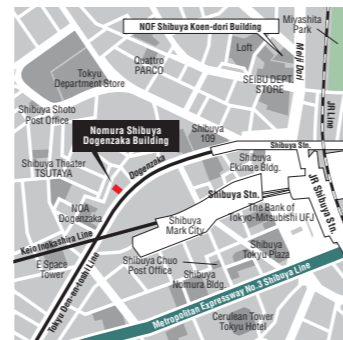 NOF Shibuya Koen-dori Building
Miyashita
Park
Loft
Quattro
PARCO
Meiji Dori
SEIBU DEPT.
STORE
Tokyu
Department Store
JR Line
Shibuya Shoto
Post Office
Nomura Shibuya
Dogenzaka Building
Shibuya
109
Shibuya Stn.
Dogenzaka
Shibuya
Ekimae Bldg.
Shibuya Theater
TSUTAYA
Shibuya Stn.
JR Shibuya Stn.
NOA
Dogenzaka
The Bank of
Tokyo-Mitsubishi UFJ
Shibuya
Mark City
Keio Inokashira Line
E Space
Tower
Tokyu Den-en-toshi Line
Shibuya
Tokyu Plaza
Shibuya Chuo
Post Office
Shibuya
Nomura Bldg.
Metropolitan Expressway No.3 Shibuya Line
Cerulean Tower
Tokyu Hotel